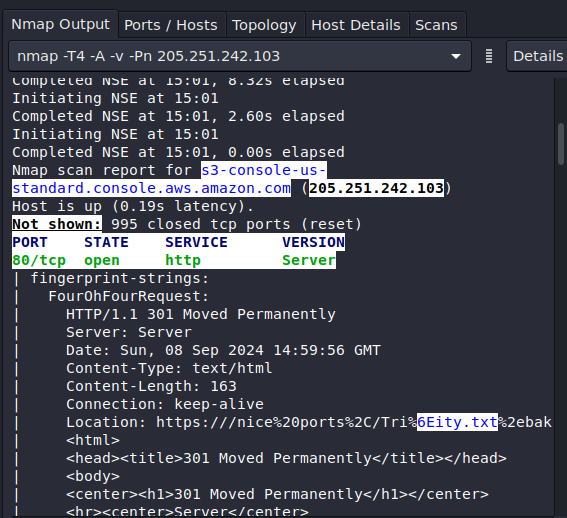 Nmap Output Ports / Hosts Topology Host Details Scans
nmap -T4 -A -v -Pn 205.251.242.103 Details
Completed NSE at 15:01, 8.32s elapsed
Initiating NSE at 15:01
Completed NSE at 15:01, 2.60s elapsed
Initiating NSE at 15:01
Completed NSE at 15:01, 0.00s elapsed
Nmap scan report for s3-console-us-
standard.console.aws.amazon.com (205.251.242.103)
Host is up (0.19s latency).
Not shown: 995 closed tcp ports (reset)
PORT STATE SERVICE VERSION
80/tcp open http Server
| fingerprint-strings:
| FourOhFourRequest:
| HTTP/1.1 301 Moved Permanently
| Server: Server
| Date: Sun, 08 Sep 2024 14:59:56 GMT
| Content-Type: text/html
| Content-Length: 163
| Connection: keep-alive
| Location: https:///nice%20ports%2C/Tri%6Eity.txt%2ebak
| <html>
| <head><title>301 Moved Permanently</title></head>
| <body>
| <center><h1>301 Moved Permanently</h1></center>
| <hr><center>Server</center>